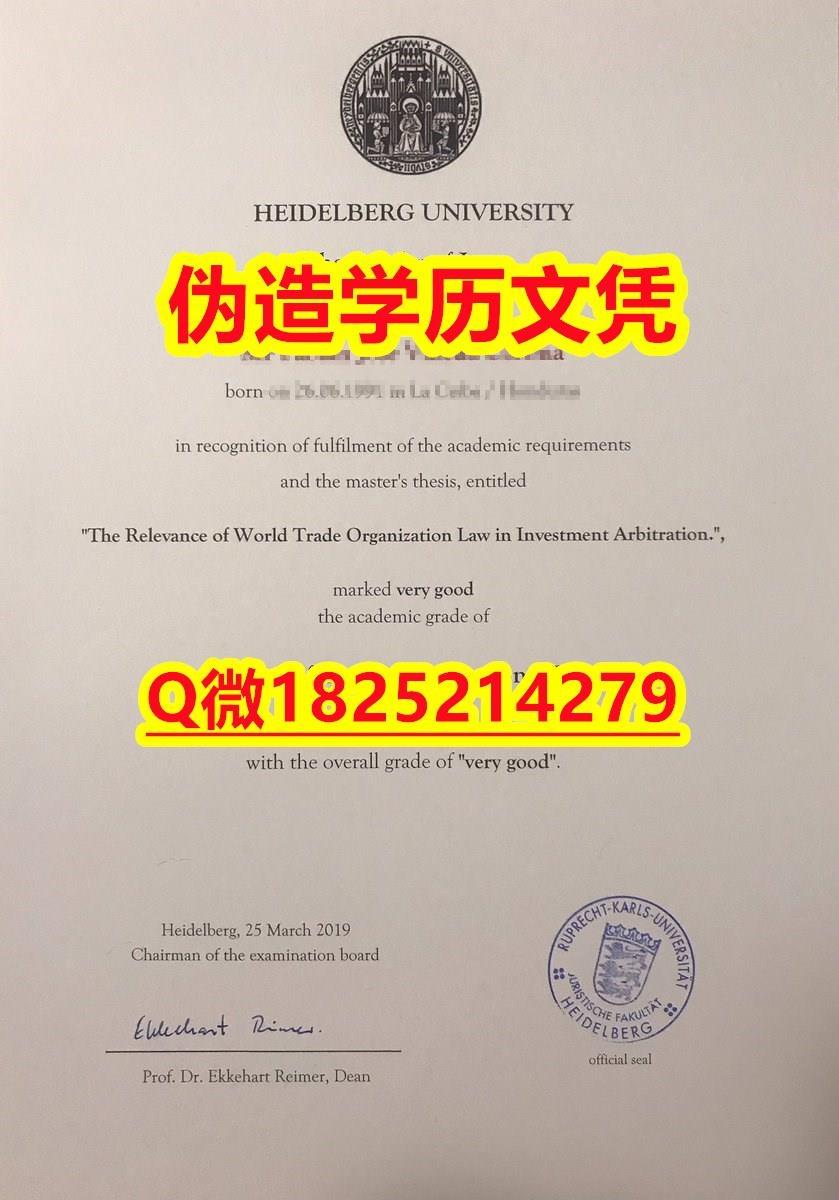 HEIDELBERG UNIVERSITY
伪造学历文凭
born
in recognition of fulfilment of the academic requirements
and the master's thesis, entitled
"The Relevance of World Trade Organization Law in Investment Arbitration.",
marked very good
the academic grade of
Q微1825214279
with the overall grade of "very good".
Heidelberg, 25 March 2019
Chairman of the examination board
Ekkehart Reimer.
Prof. Dr. Ekkehart Reimer, Dean
RUPRECHT-KARLS-UNIVERSITÄT
JURISTISCHE FAKULTÄT
HEIDELBERG
official seal